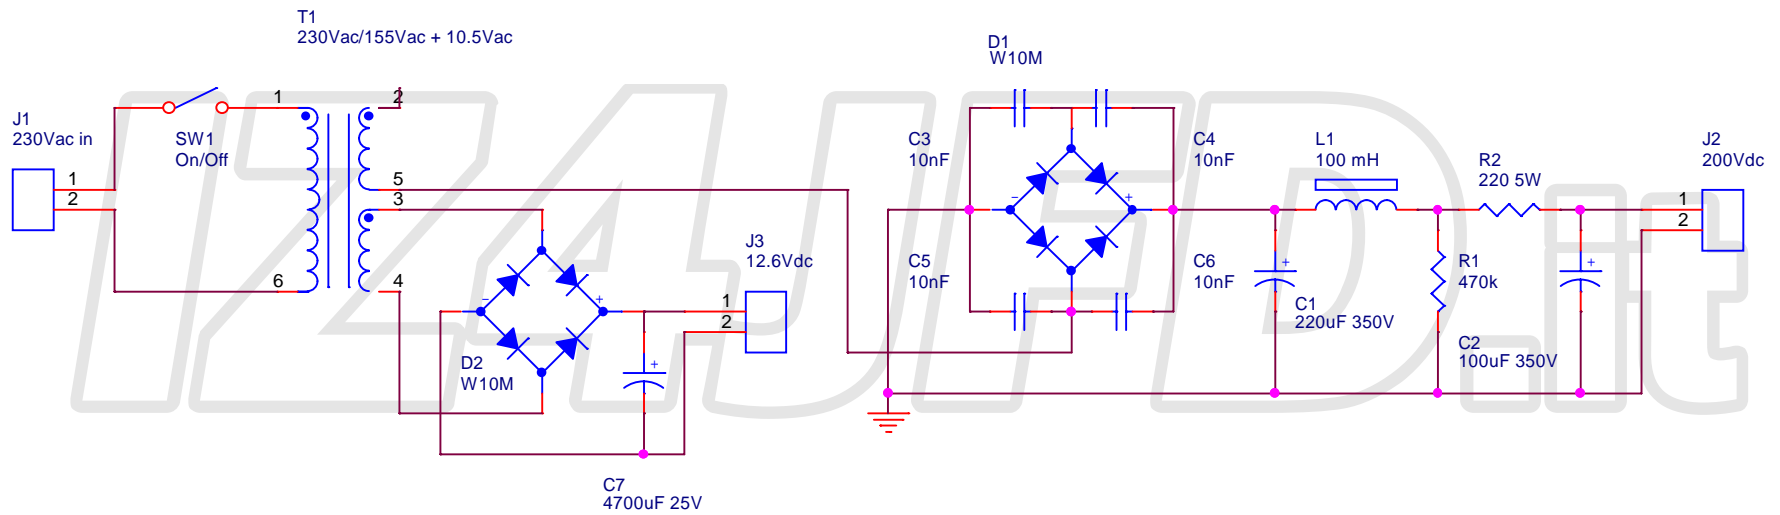 T1
230Vac/155Vac + 10.5Vac
D1
W10M
J1
230Vac in
SW1
On/Off
1
2
1
2
6
5
3
4
C3
10nF
C4
10nF
C5
10nF
C6
10nF
L1
100 mH
R2
220 5W
J2
200Vdc
1
2
J3
12.6Vdc
1
2
D2
W10M
C1
220uF 350V
R1
470k
C2
100uF 350V
C7
4700uF 25V
- +
- +
+
+
+
IZ4UFD.it